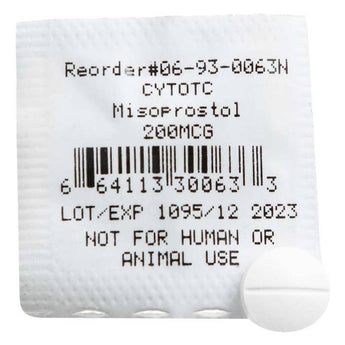 Reorder#06-93-0063N
CYTOTC
Misoprostol
200MCG
6 64113 30063 3
LOT/EXP 1095/12 2023
NOT FOR HUMAN OR
ANIMAL USE